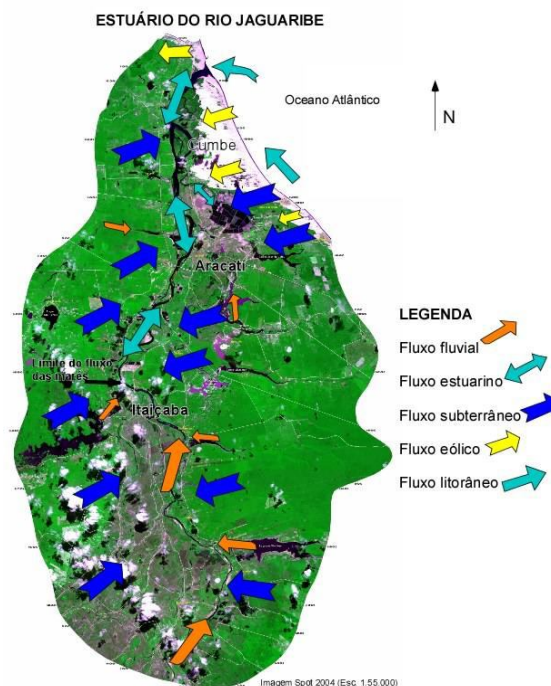 ESTUÁRIO DO RIO JAGUARIBE
Oceano Atlântico
N
Cumbe
Aracati
Limite do fluxo
das marés
Itaiçaba
LEGENDA
Fluxo fluvial
Fluxo estuarino
Fluxo subterrâneo
Fluxo eólico
Fluxo litorâneo
Imagem Spot 2004 (Esc. 1:55.000)